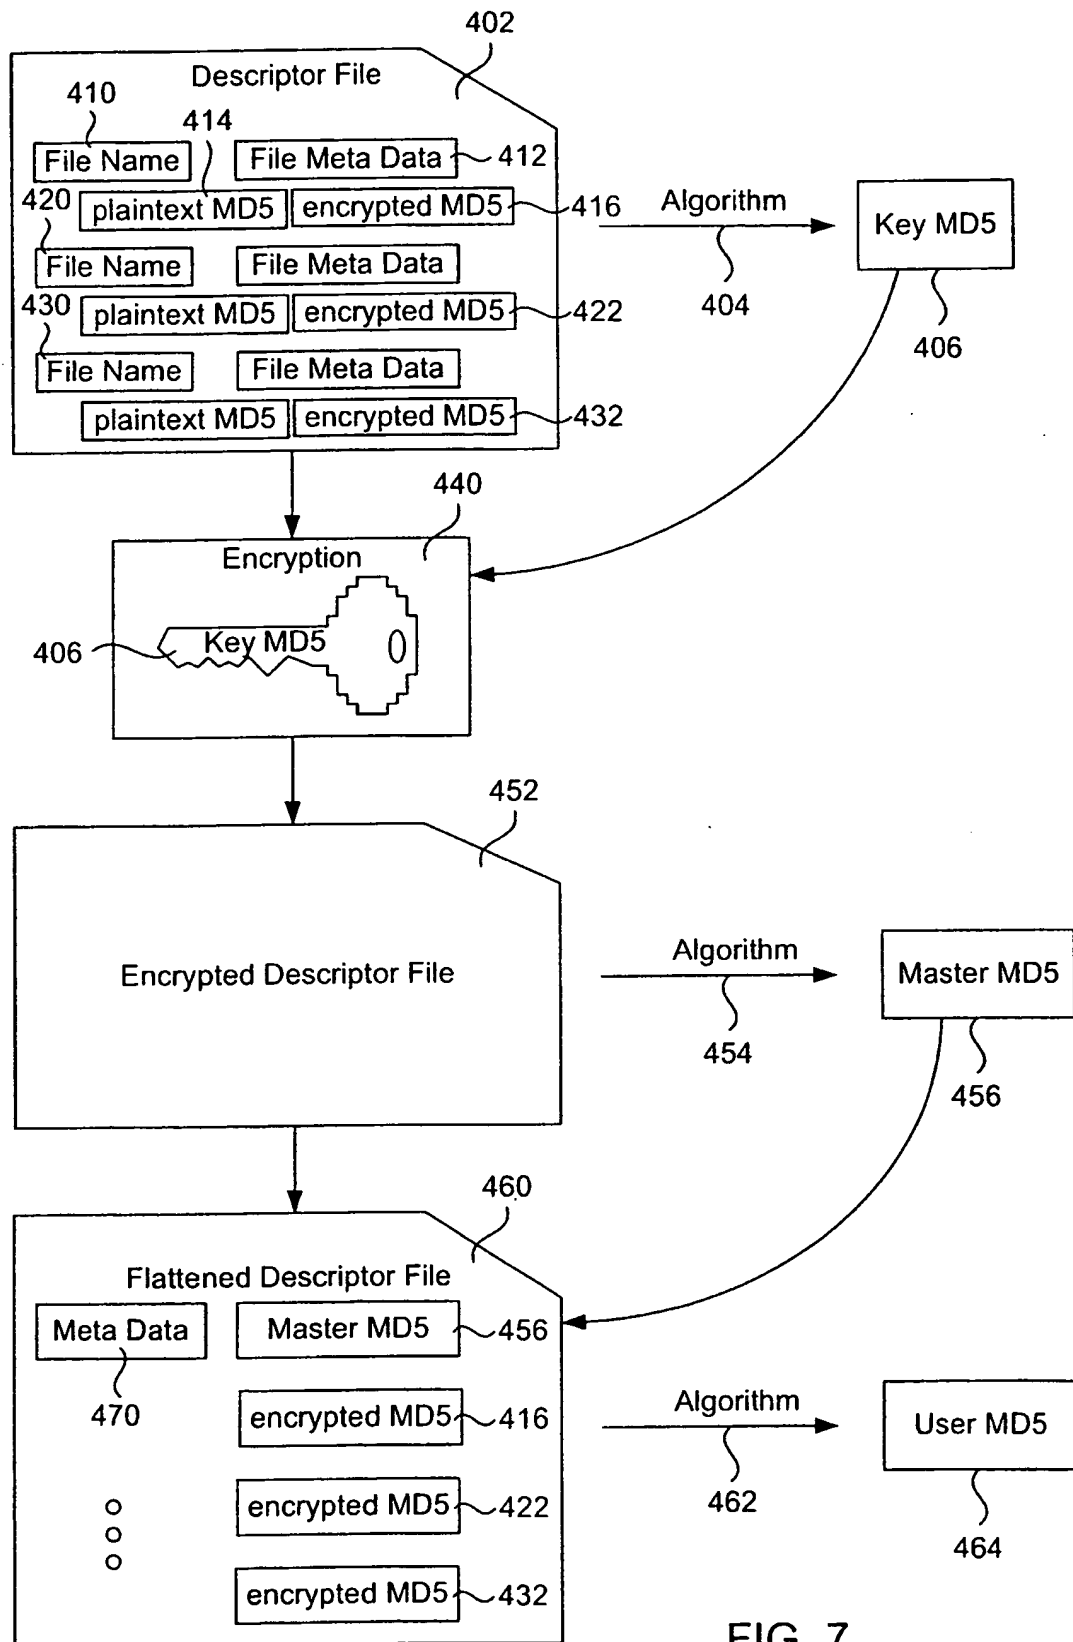 402
Descriptor File
410
414
File Name
File Meta Data
412
420
plaintext MD5
encrypted MD5
416
Algorithm
404
Key MD5
406
File Name
File Meta Data
430
plaintext MD5
encrypted MD5
422
File Name
File Meta Data
plaintext MD5
encrypted MD5
432
440
Encryption
Key MD5
406
452
Encrypted Descriptor File
Algorithm
454
Master MD5
456
460
Flattened Descriptor File
Meta Data
470
Master MD5
456
encrypted MD5
416
Algorithm
462
User MD5
464
encrypted MD5
422
encrypted MD5
432
FIG. 7